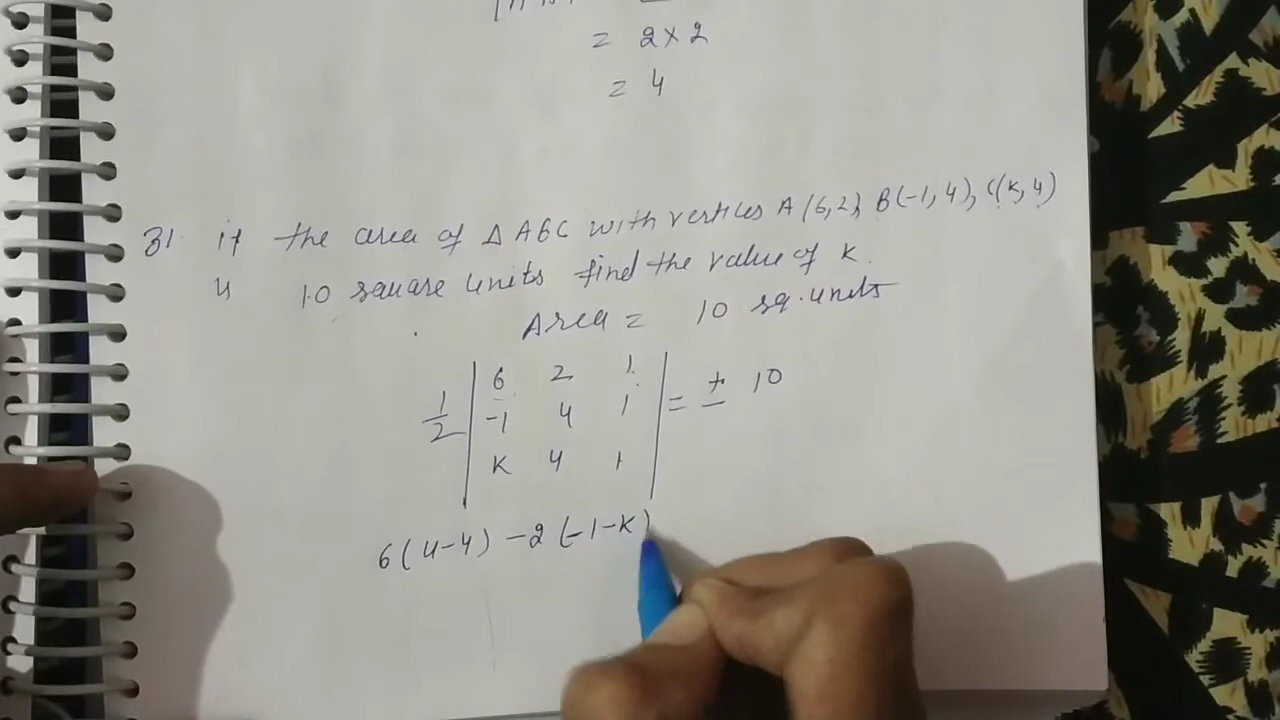 = 2×2
= 4
31. if the area of Δ ABC with vertices A(6,2), B(-1,4), C(k,4)
is 10 square units find the value of k.
Area = 10 sq. units
1/2 | 6 2 1 | = ± 10
| -1 4 1 |
| k 4 1 |
6(4-4) -2(-1-k)